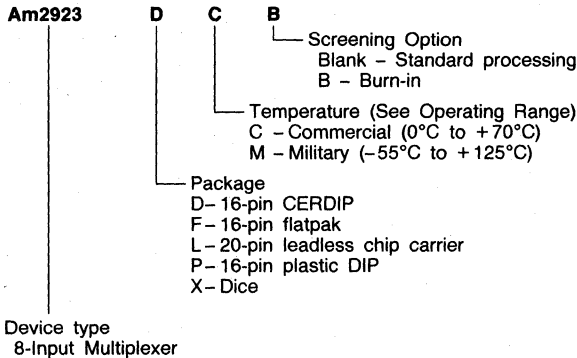 Am2923 D C B
Screening Option
Blank – Standard processing
B – Burn-in
Temperature (See Operating Range)
C – Commercial (0°C to +70°C)
M – Military (–55°C to +125°C)
Package
D– 16-pin CERDIP
F – 16-pin flatpak
L – 20-pin leadless chip carrier
P – 16-pin plastic DIP
X – Dice
Device type
8-Input Multiplexer